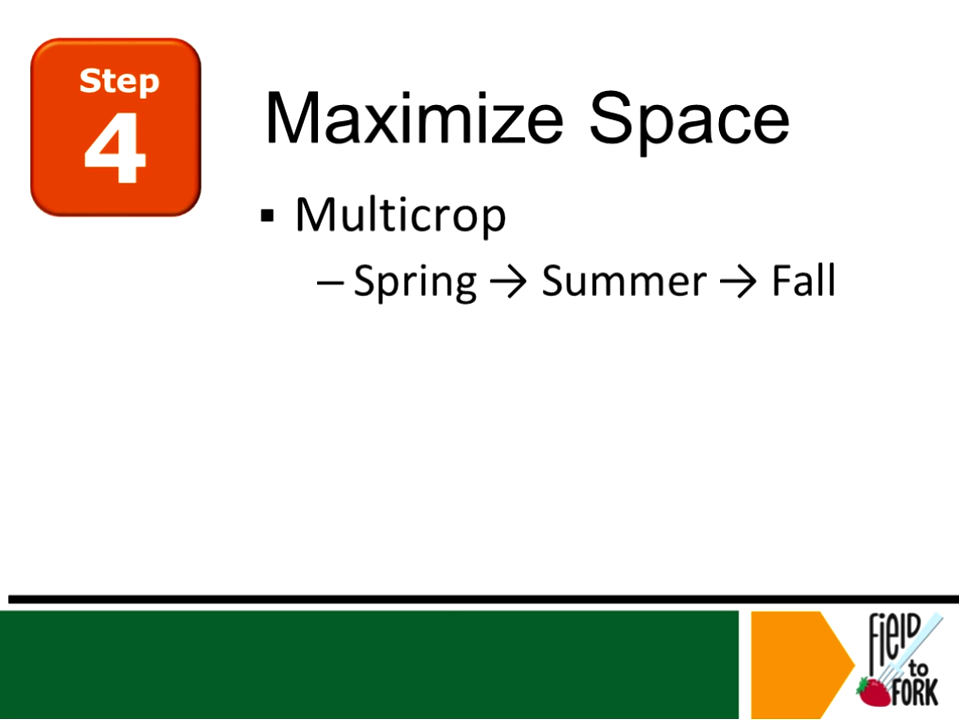 Step
4
Maximize Space
▪ Multicrop
– Spring → Summer → Fall
FIELD
to
FORK